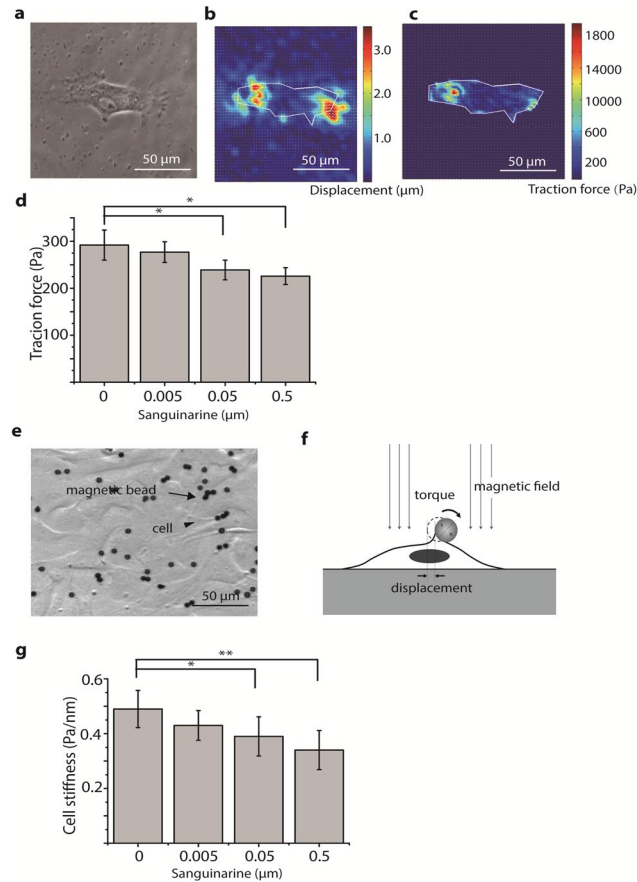 a
50 µm
b
50 µm
3.0
2.0
1.0
Displacement (µm)
c
50 µm
1800
14000
10000
600
200
Traction force (Pa)
d
*
*
300
200
100
Tracion force (Pa)
0 0.005 0.05 0.5
Sanguinarine (µm)
e
magnetic bead
cell
50 µm
f
magnetic field
torque
displacement
g
**
*
0.6
0.4
0.2
Cell stiffness (Pa/nm)
0 0.005 0.05 0.5
Sanguinarine (µm)